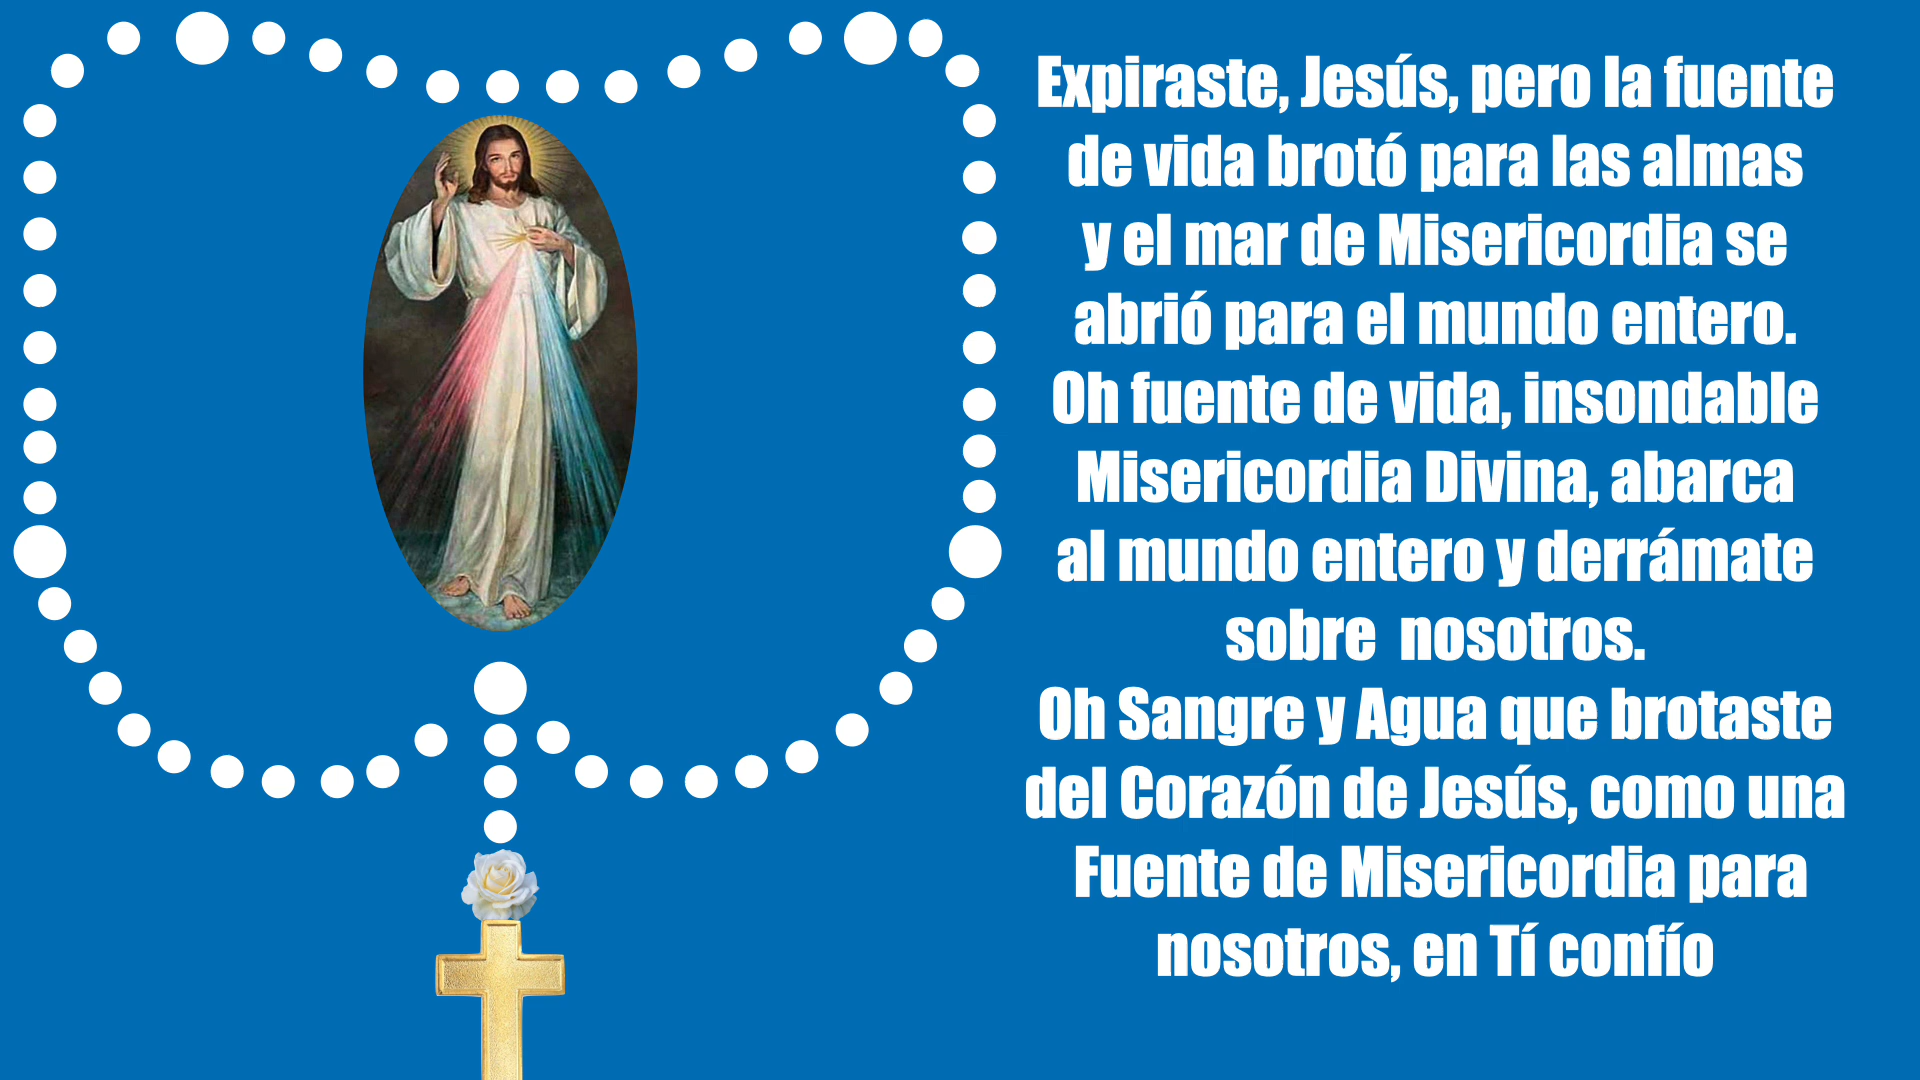 Expiraste, Jesús, pero la fuente
de vida brotó para las almas
y el mar de Misericordia se
abrió para el mundo entero.
Oh fuente de vida, insondable
Misericordia Divina, abarca
al mundo entero y derrámate
sobre  nosotros.
Oh Sangre y Agua que brotaste
del Corazón de Jesús, como una
Fuente de Misericordia para
nosotros, en Tí confío